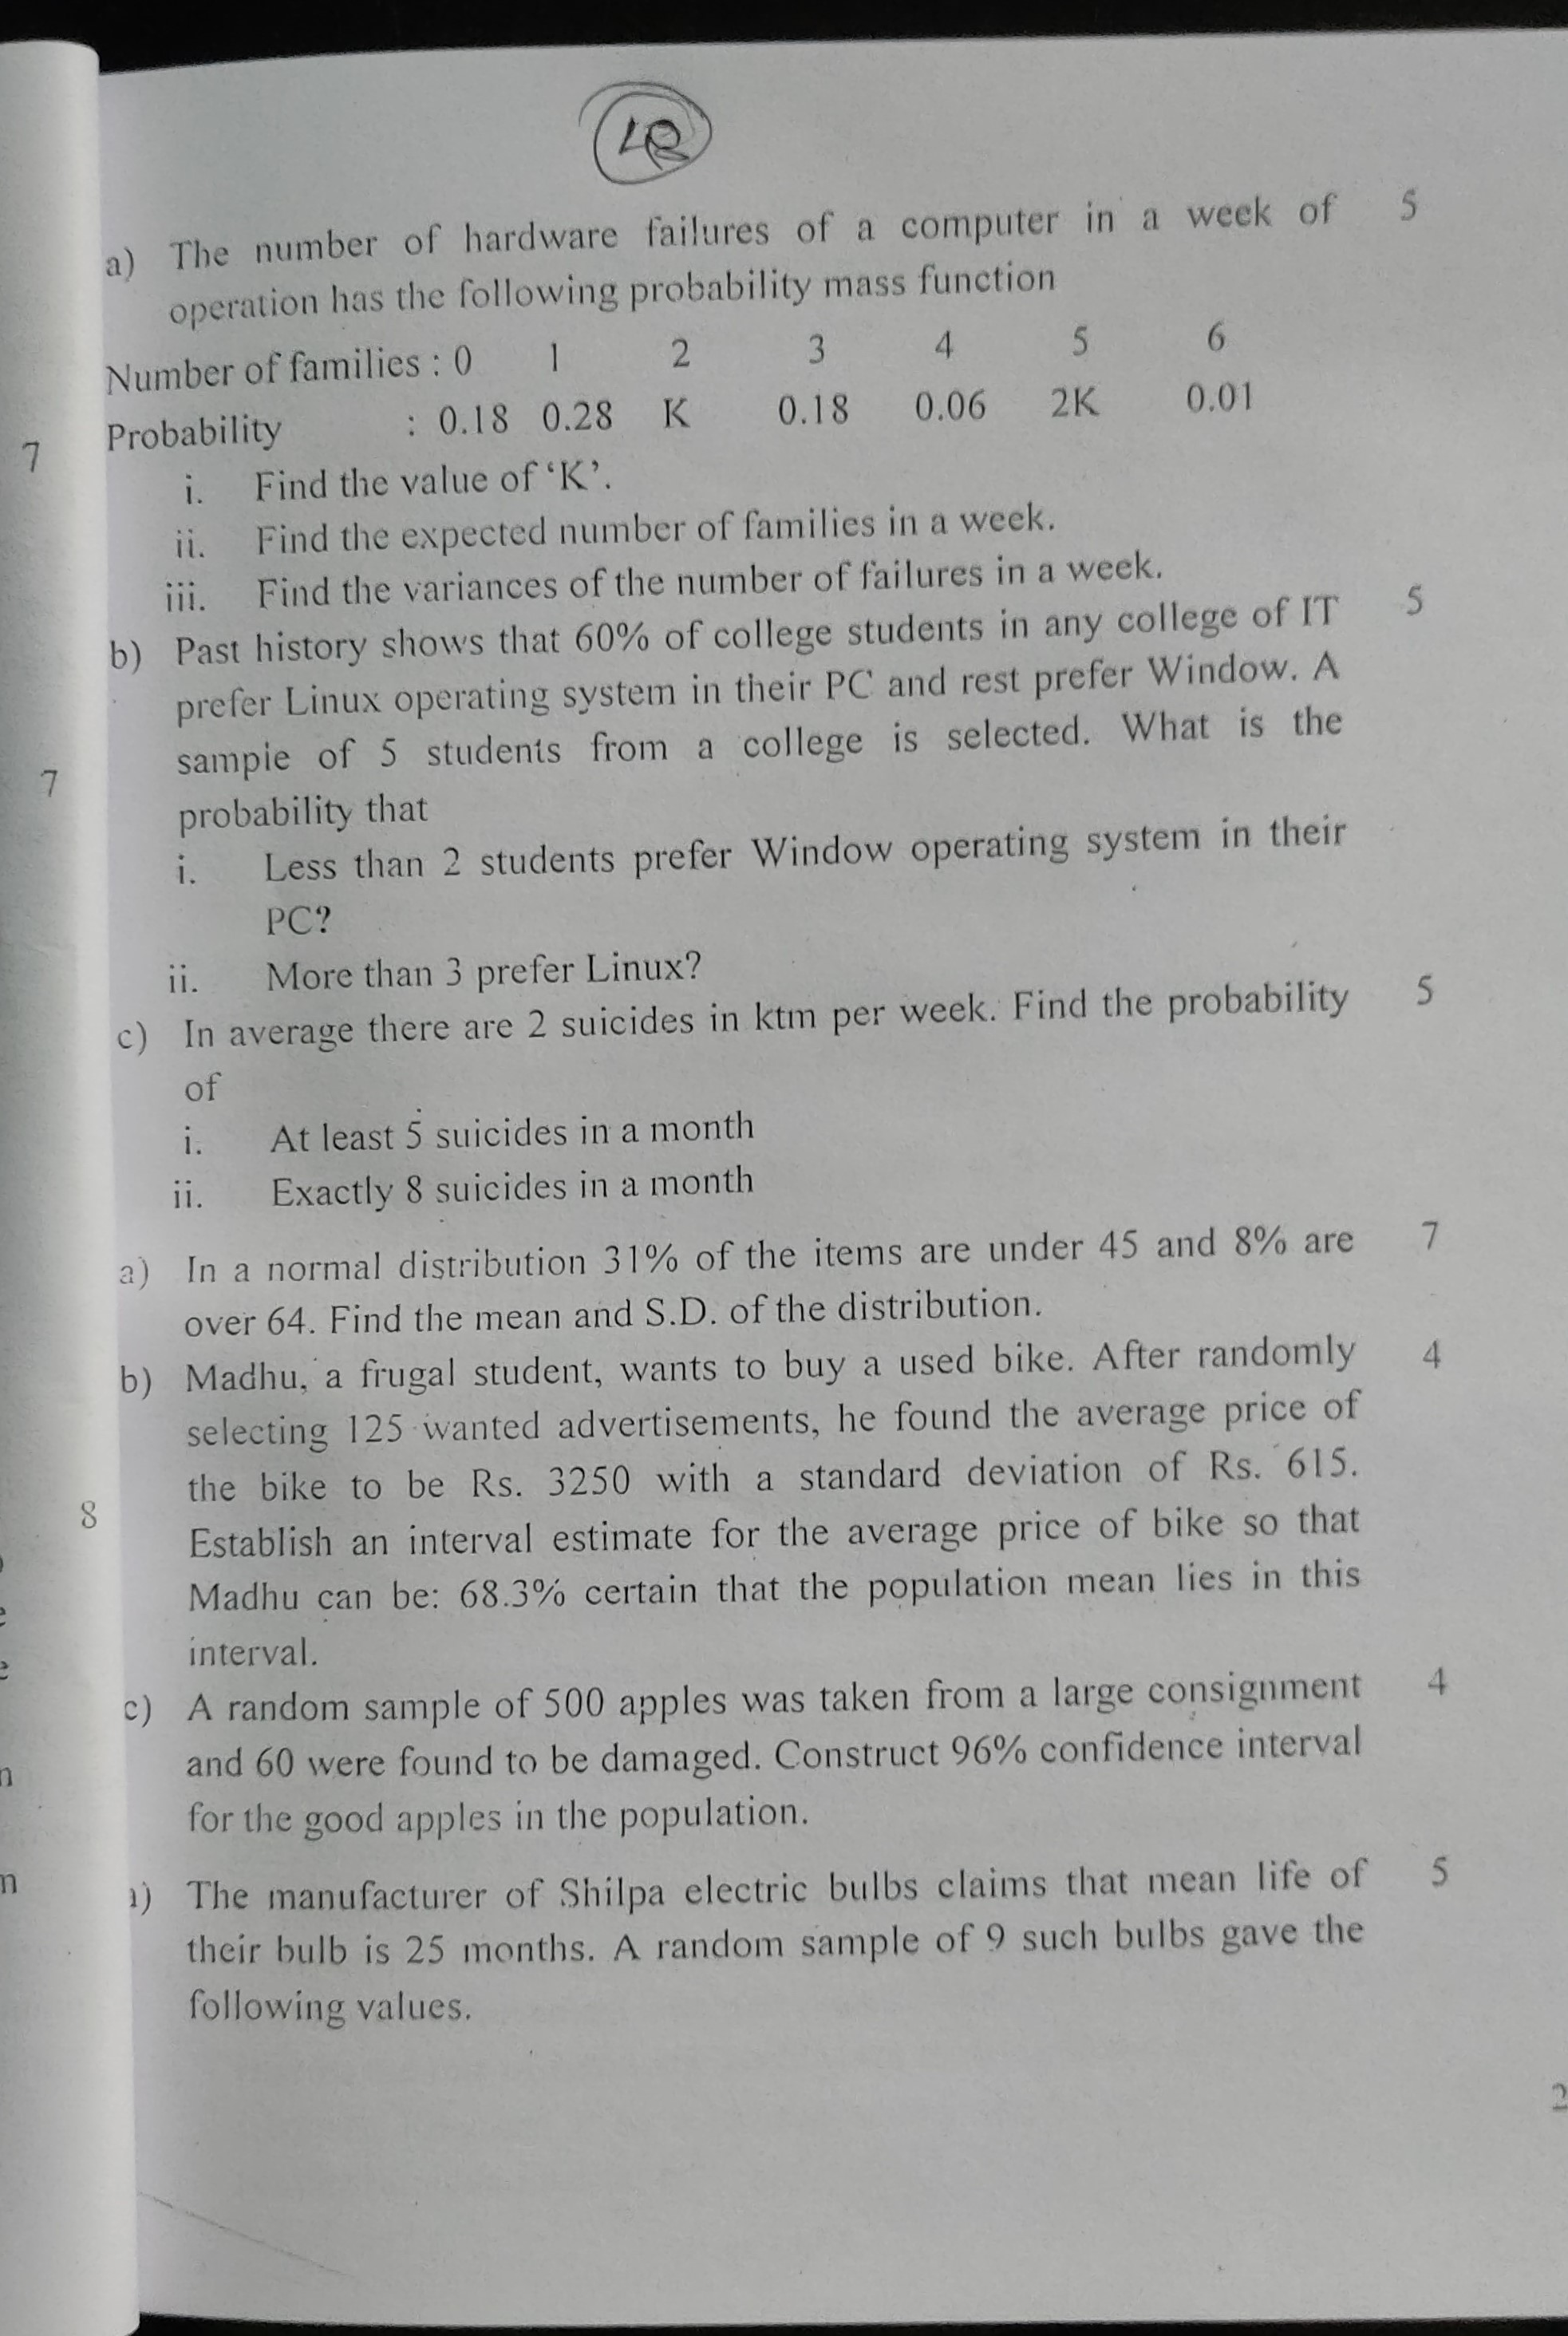 a) The number of hardware failures of a computer in a week of 5
operation has the following probability mass function
Number of families : 0 1 2 3 4 5 6
Probability : 0.18 0.28 K 0.18 0.06 2K 0.01
7
i. Find the value of ‘K’.
ii. Find the expected number of families in a week.
iii. Find the variances of the number of failures in a week.
b) Past history shows that 60% of college students in any college of IT 5
prefer Linux operating system in their PC and rest prefer Window. A
sample of 5 students from a college is selected. What is the
7
probability that
i. Less than 2 students prefer Window operating system in their
PC?
ii. More than 3 prefer Linux?
c) In average there are 2 suicides in ktm per week. Find the probability 5
of
i. At least 5 suicides in a month
ii. Exactly 8 suicides in a month
a) In a normal distribution 31% of the items are under 45 and 8% are 7
over 64. Find the mean and S.D. of the distribution.
b) Madhu, a frugal student, wants to buy a used bike. After randomly 4
selecting 125 wanted advertisements, he found the average price of
the bike to be Rs. 3250 with a standard deviation of Rs. 615.
8
Establish an interval estimate for the average price of bike so that
Madhu can be: 68.3% certain that the population mean lies in this
interval.
c) A random sample of 500 apples was taken from a large consignment 4
and 60 were found to be damaged. Construct 96% confidence interval
for the good apples in the population.
The manufacturer of Shilpa electric bulbs claims that mean life of 5
their bulb is 25 months. A random sample of 9 such bulbs gave the
following values.
2